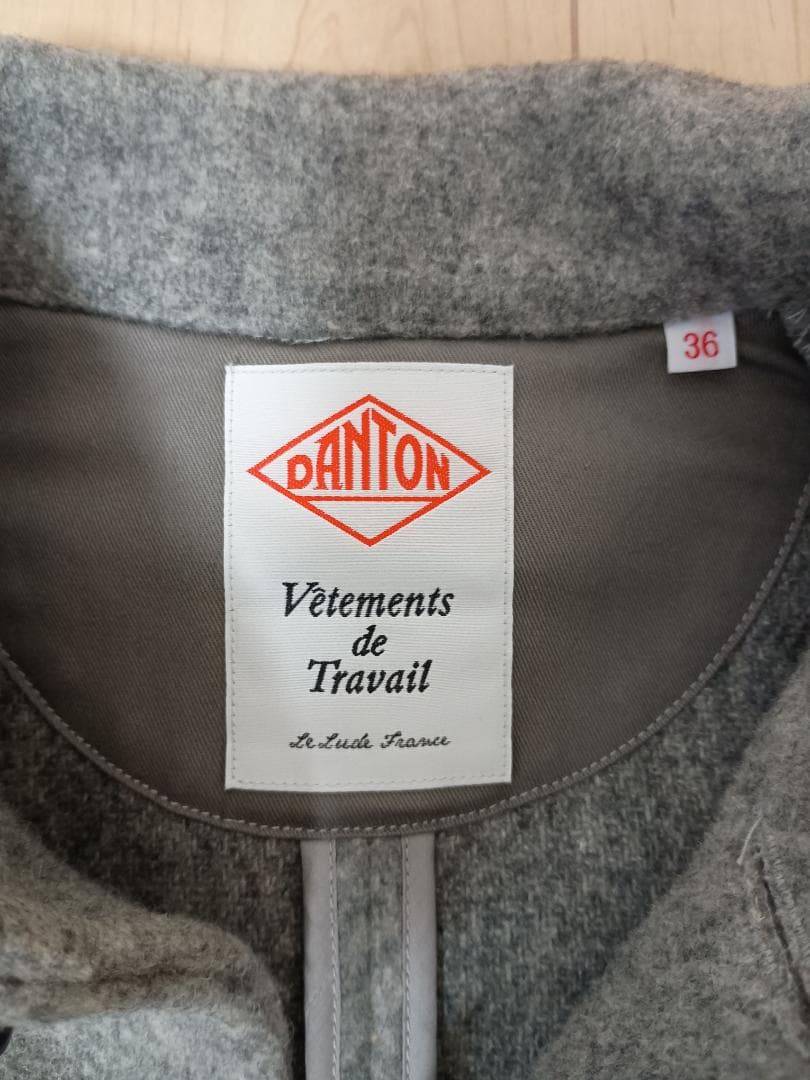 36
DANTON
Vêtements
de
Travail
Le Lude France